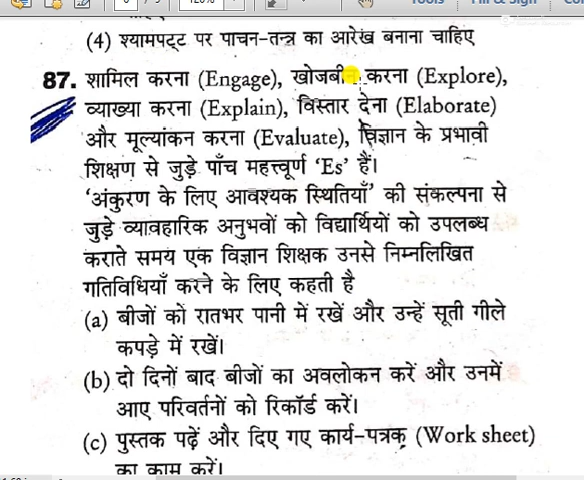 (4) श्यामपट्ट पर पाचन-तन्त्र का आरेख बनाना चाहिए
87. शामिल करना (Engage), खोजबीन करना (Explore),
व्याख्या करना (Explain), विस्तार देना (Elaborate)
और मूल्यांकन करना (Evaluate), विज्ञान के प्रभावी
शिक्षण से जुड़े पाँच महत्त्वूर्ण ‘Es’ हैं।
‘अंकुरण के लिए आवश्यक स्थितियाँ’ की संकल्पना से
जुड़े व्यावहारिक अनुभवों को विद्यार्थियों को उपलब्ध
कराते समय एक विज्ञान शिक्षक उनसे निम्नलिखित
गतिविधियाँ करने के लिए कहती है
(a) बीजों को रातभर पानी में रखें और उन्हें सूती गीले
कपड़े में रखें।
(b) दो दिनों बाद बीजों का अवलोकन करें और उनमें
आए परिवर्तनों को रिकॉर्ड करें।
(c) पुस्तक पढ़ें और दिए गए कार्य-पत्रक (Work sheet)
का काम करें।